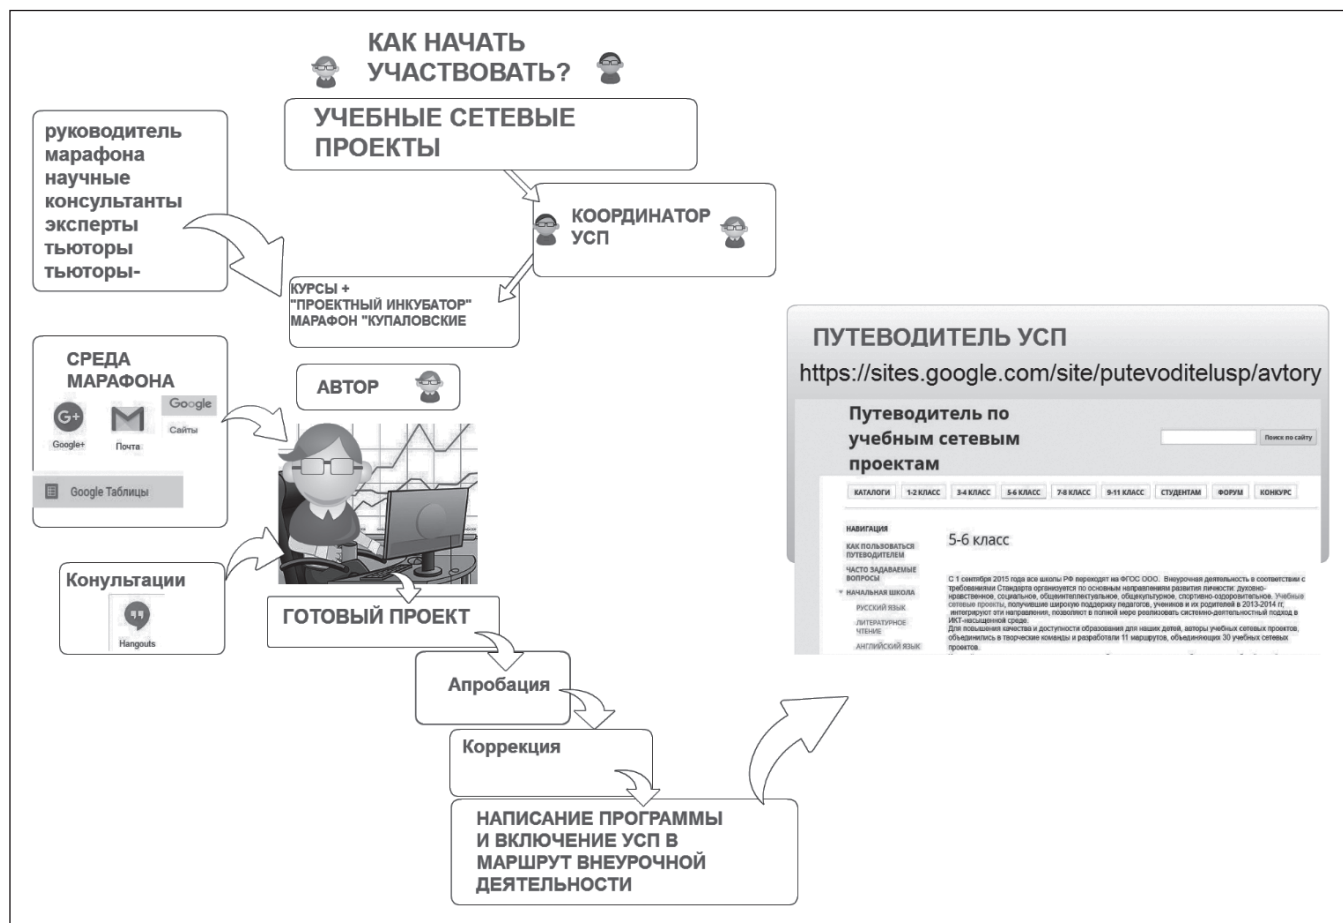 КАК НАЧАТЬ
УЧАСТВОВАТЬ?
УЧЕБНЫЕ СЕТЕВЫЕ
ПРОЕКТЫ
руководитель
марафона
научные
консультанты
эксперты
тьюторы
тьюторы-
КООРДИНАТОР
УСП
КУРСЫ +
"ПРОЕКТНЫЙ ИНКУБАТОР"
МАРАФОН "КУПАЛОВСКИЕ
СРЕДА
МАРАФОНА
G+
Google+
Почта
Google
Сайты
Google Таблицы
АВТОР
Конультации
Hangouts
ГОТОВЫЙ ПРОЕКТ
Апробация
Коррекция
НАПИСАНИЕ ПРОГРАММЫ
И ВКЛЮЧЕНИЕ УСП В
МАРШРУТ ВНЕУРОЧНОЙ
ДЕЯТЕЛЬНОСТИ
ПУТЕВОДИТЕЛЬ УСП
https://sites.google.com/site/putevoditelusp/avtory
Путеводитель по
учебным сетевым
проектам
Поиск по сайту
КАТАЛОГИ 1-2 КЛАСС 3-4 КЛАСС 5-6 КЛАСС 7-8 КЛАСС 9-11 КЛАСС СТУДЕНТАМ ФОРУМ КОНКУРС
НАВИГАЦИЯ
КАК ПОЛЬЗОВАТЬСЯ
ПУТЕВОДИТЕЛЕМ
ЧАСТО ЗАДАВАЕМЫЕ
ВОПРОСЫ
НАЧАЛЬНАЯ ШКОЛА
РУССКИЙ ЯЗЫК
ЛИТЕРАТУРНОЕ
ЧТЕНИЕ
АНГЛИЙСКИЙ ЯЗЫК
5-6 класс
С 1 сентября 2015 года все школы РФ переходят на ФГОС ООО. Внеурочная деятельность в соответствии с
требованиями Стандарта организуется по основным направлениям развития личности: духовно-
нравственное, социальное, общеинтеллектуальное, общекультурное, спортивно-оздоровительное. Учебные
сетевые проекты, получившие широкую поддержку педагогов, учеников и их родителей в 2013-2014 гг,
интегрируют эти направления, позволяют в полной мере реализовать системно-деятельностный подход в
ИКТ-насыщенной среде.
Для повышения качества и доступности образования для наших детей, авторы учебных сетевых проектов,
объединились в творческие команды и разработали 11 маршрутов, объединяющих 30 учебных сетевых
проектов.